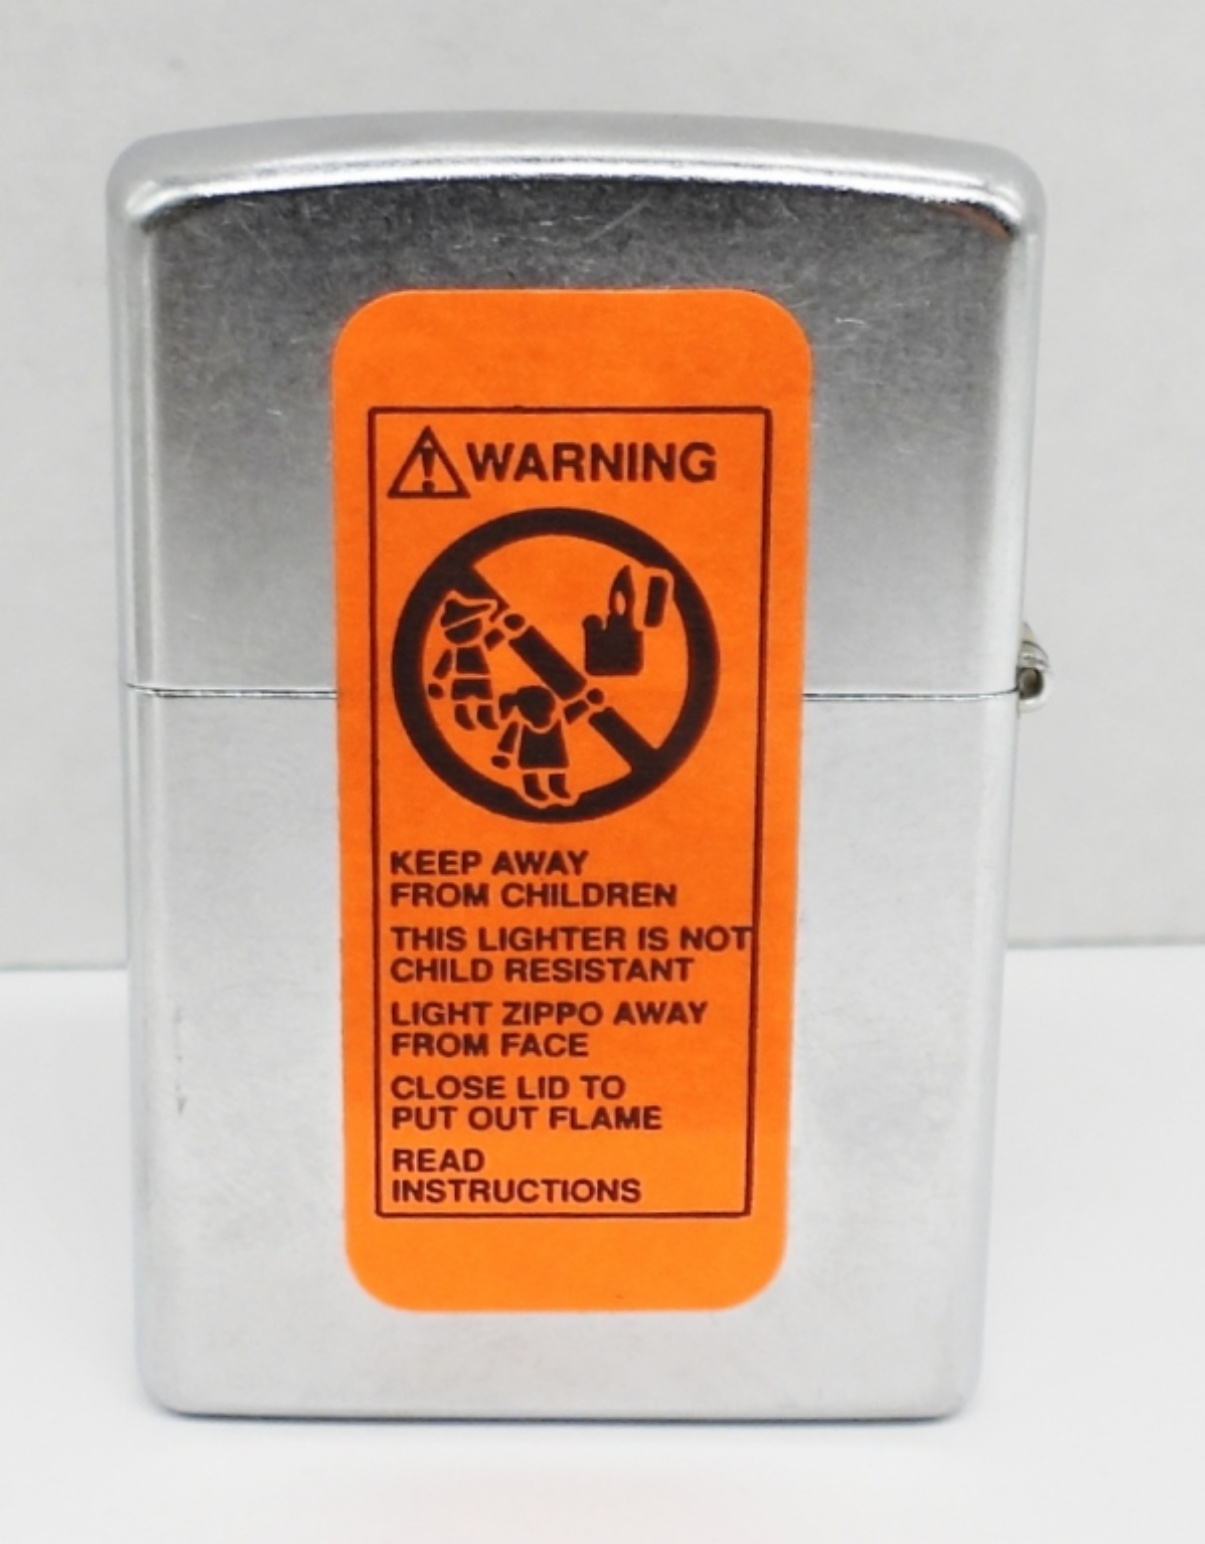 WARNING
KEEP AWAY
FROM CHILDREN
THIS LIGHTER IS NOT
CHILD RESISTANT
LIGHT ZIPPO AWAY
FROM FACE
CLOSE LID TO
PUT OUT FLAME
READ
INSTRUCTIONS